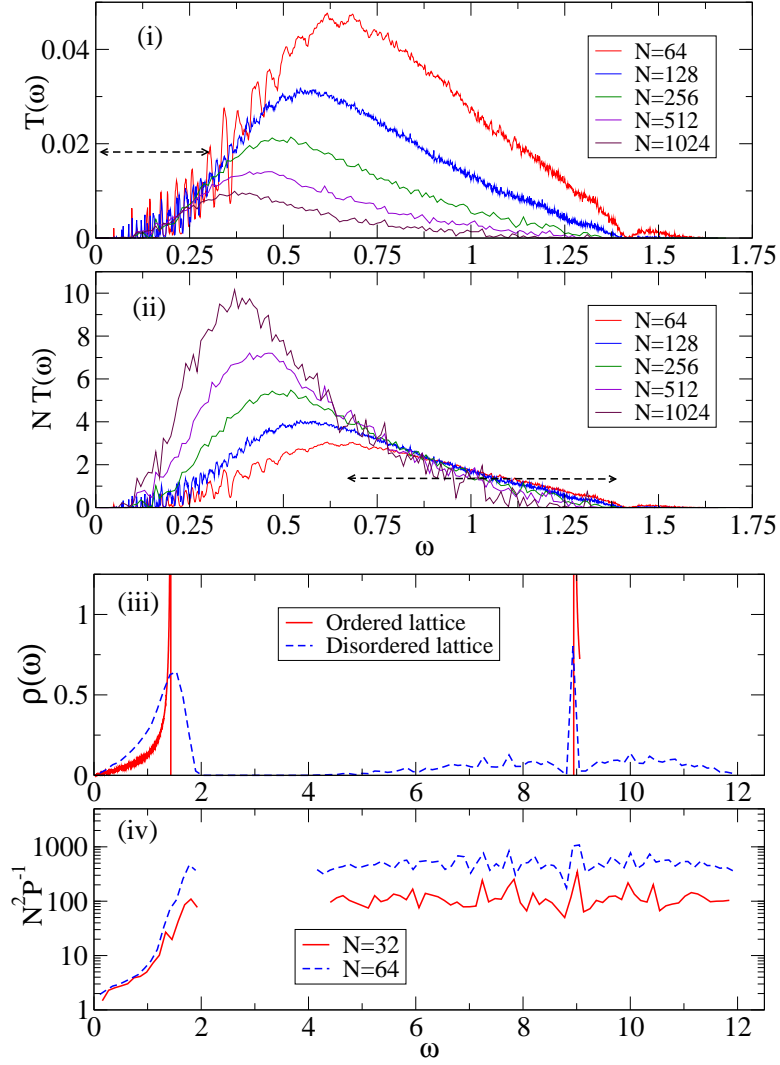 (i)
T(ω)
0.04
0.02
0
N=64
N=128
N=256
N=512
N=1024
0 0.25 0.5 0.75 1 1.25 1.5 1.75
(ii)
N T(ω)
10
8
6
4
2
0
N=64
N=128
N=256
N=512
N=1024
0 0.25 0.5 0.75 1 1.25 1.5 1.75
ω
(iii)
ρ(ω)
1
0.5
0
Ordered lattice
Disordered lattice
0 2 4 6 8 10 12
(iv)
N²P⁻¹
1000
100
10
1
N=32
N=64
0 2 4 6 8 10 12
ω